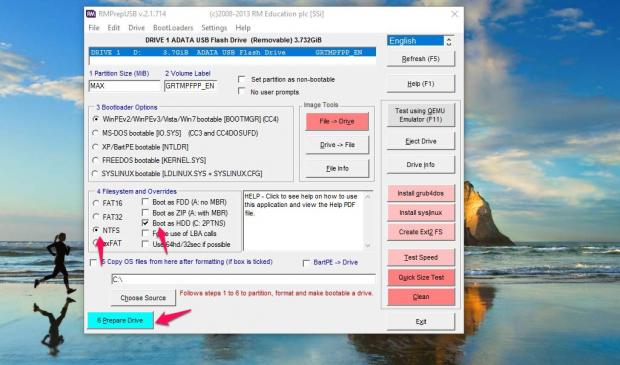 RMPrepUSB v.2.1.714 (c)2008-2013 RM Education plc [SSi]
File Edit Drive BootLoaders Settings Help
DRIVE 1 ADATA USB Flash Drive (Removable) 3.732GiB
English
DRIVE 1 D: 3.7GiB ADATA USB Flash Drive GRTMPFPP_EN
Refresh (F5)
1 Partition Size (MiB) 2 Volume Label
Set partition as non-bootable
MAX GRTMPFPP_EN
No user prompts
Help (F1)
3 Bootloader Options
WinPEv2/WinPEv3/Vista/Win7 bootable [BOOTMGR] (CC4)
MS-DOS bootable [IO.SYS] (CC3 and CC4DOSUFD)
XP/BartPE bootable [NTLDR]
FREEDOS bootable [KERNEL.SYS]
SYSLINUX bootable [LDLINUX.SYS + SYSLINUX.CFG]
Image Tools
File -> Drive
Drive -> File
File Info
Test using QEMU
Emulator (F11)
Eject Drive
Drive Info
4 Filesystem and Overrides
FAT16
FAT32
NTFS
exFAT
Boot as FDD (A: no MBR)
Boot as ZIP (A: with MBR)
Boot as HDD (C: 2PTNS)
use of LBA calls
Use 64hd/32sec if possible
HELP - Click to see help on how to use
this application and view the Help PDF
file.
Install grub4dos
Install syslinux
Create Ext2 FS
5 Copy OS files from here after formatting (if box is ticked)
BartPE -> Drive
C:\
Choose Source
Follows steps 1 to 6 to partition, format and make bootable a drive.
Test Speed
Quick Size Test
Clean
6 Prepare Drive
Exit